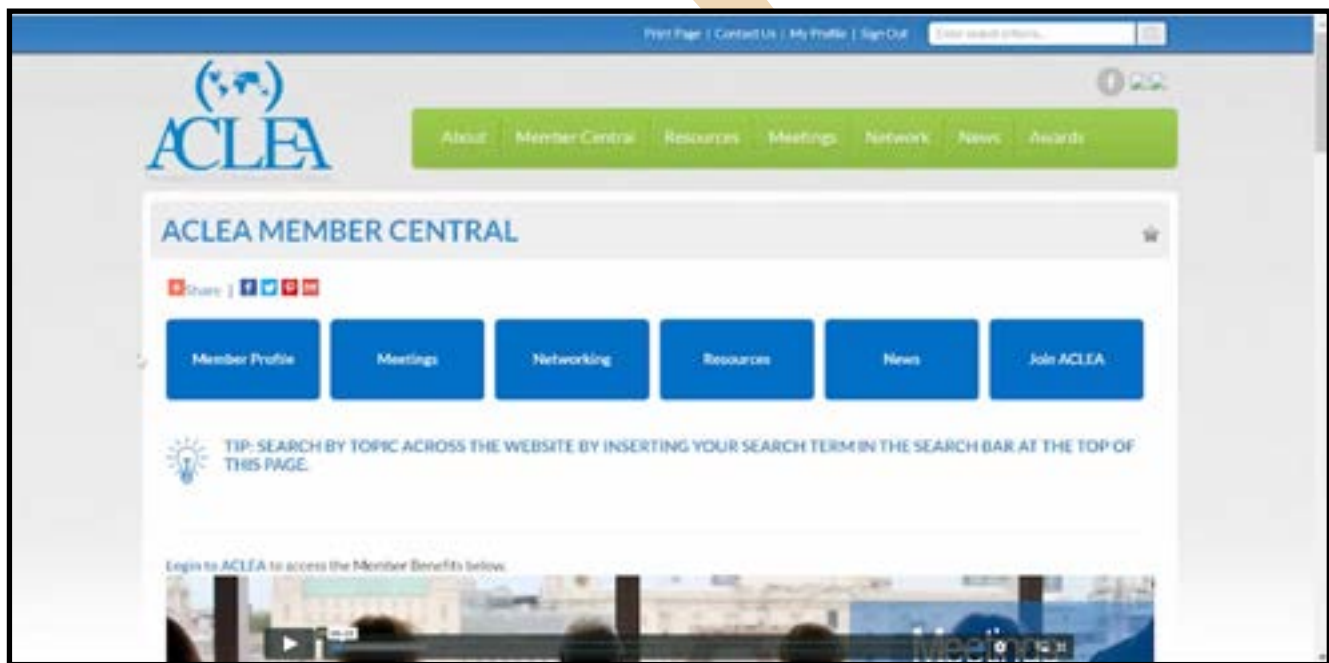 Print Page | Contact Us | My Profile | Sign Out
Enter search criteria...
ACLEA
About Member Central Resources Meetings Network News Awards
ACLEA MEMBER CENTRAL
Share |
Member Profile Meetings Networking Resources News Join ACLEA
TIP: SEARCH BY TOPIC ACROSS THE WEBSITE BY INSERTING YOUR SEARCH TERM IN THE SEARCH BAR AT THE TOP OF
THIS PAGE.
Login to ACLEA to access the Member Benefits below.
Meetings